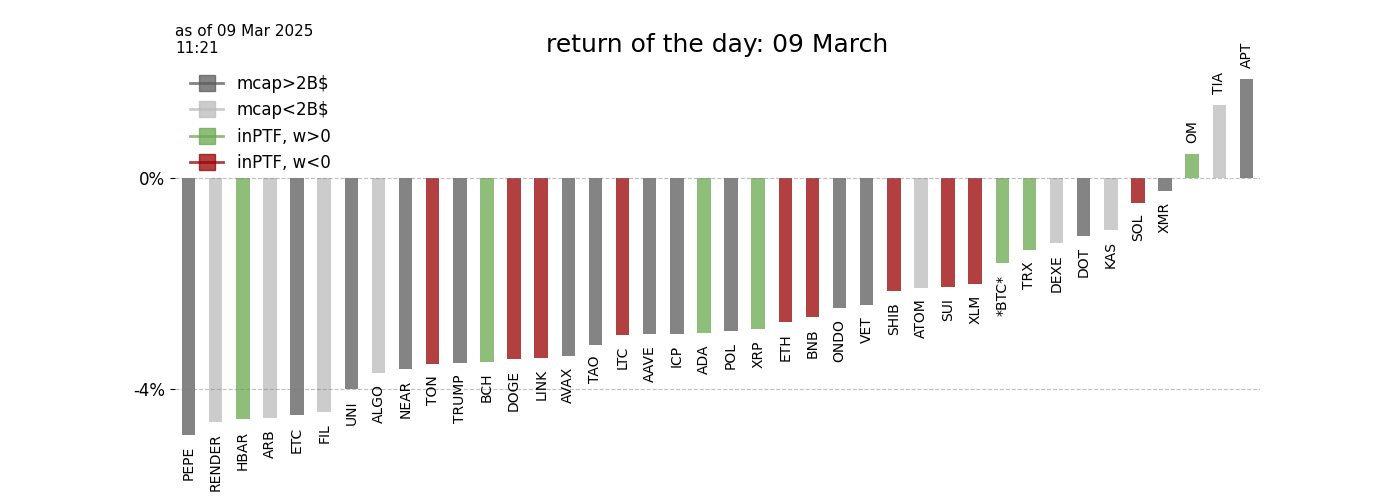 as of 09 Mar 2025
11:21
return of the day: 09 March
mcap>2B$
mcap<2B$
inPTF, w>0
inPTF, w<0
0%
-4%
PEPE
RENDER
HBAR
ARB
ETC
FIL
UNI
ALGO
NEAR
TON
TRUMP
BCH
DOGE
LINK
AVAX
TAO
LTC
AAVE
ICP
ADA
POL
XRP
ETH
BNB
ONDO
VET
SHIB
ATOM
SUI
XLM
*BTC*
TRX
DEXE
DOT
KAS
SOL
XMR
OM
TIA
APT